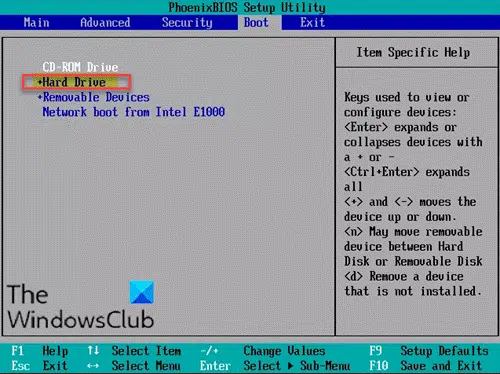 PhoenixBIOS Setup Utility
Main Advanced Security Boot Exit
CD-ROM Drive
+Hard Drive
+Removable Devices
Network boot from Intel E1000
Item Specific Help
Keys used to view or
configure devices:
<Enter> expands or
collapses devices with
a + or -
<Ctrl+Enter> expands
all
<+> and <-> moves the
device up or down.
<n> May move removable
device between Hard
Disk or Removable Disk
<d> Remove a device
that is not installed.
The
WindowsClub
F1 Help ↑↓ Select Item -/+ Change Values F9 Setup Defaults
Esc Exit ↔ Select Menu Enter Select ▶ Sub-Menu F10 Save and Exit